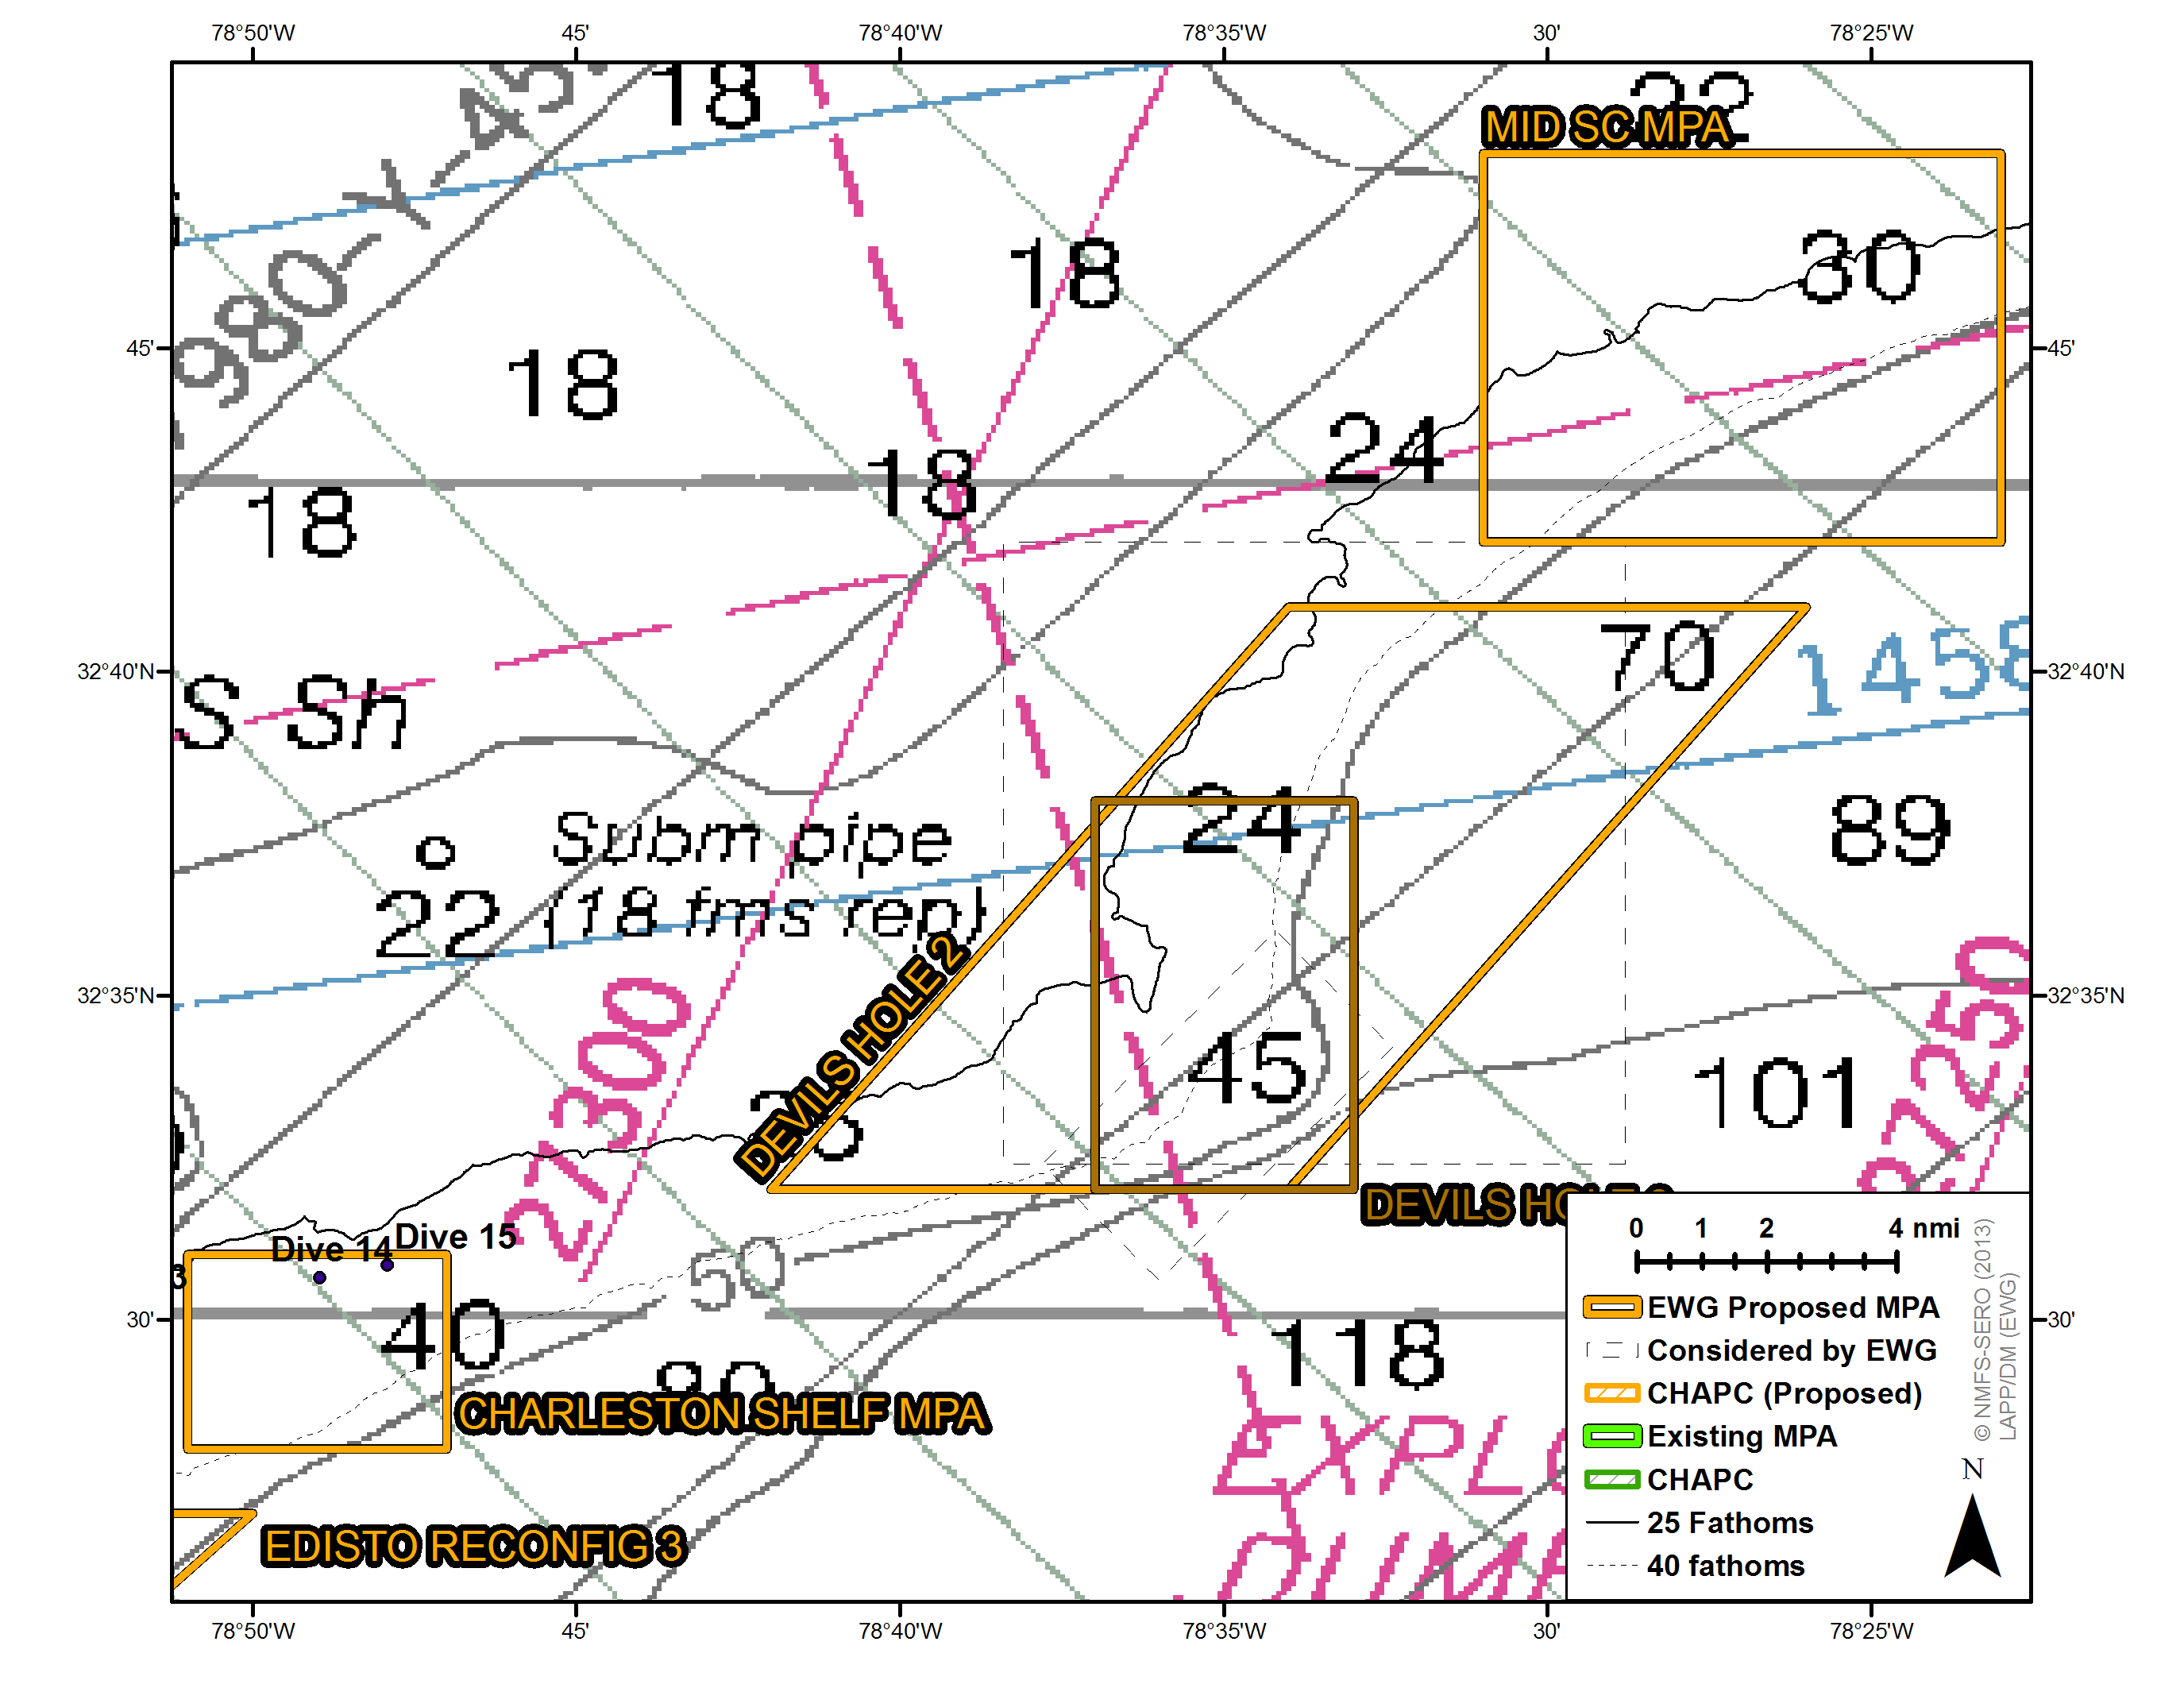 78°50'W 45' 78°40'W 78°35'W 30' 78°25'W
18
MID SC MPA
980-Y-45
18
30
45' 45'
18
24
18
18
32°40'N 32°40'N
70
1458
S Sh
24
Subm pipe
89
22 (18 fms rep)
DEVILS HOLE 2
32°35'N 32°35'N
21300
45
101
DEVILS
Dive 14 Dive 15
3
50
30' 30'
40
118
CHARLESTON SHELF MPA
EDISTO RECONFIG 3
0 1 2 4 nmi
EWG Proposed MPA
Considered by EWG
CHAPC (Proposed)
Existing MPA
CHAPC
25 Fathoms
40 fathoms
© NMFS-SERO (2013)
LAPP/DM (EWG)
N
78°50'W 45' 78°40'W 78°35'W 30' 78°25'W